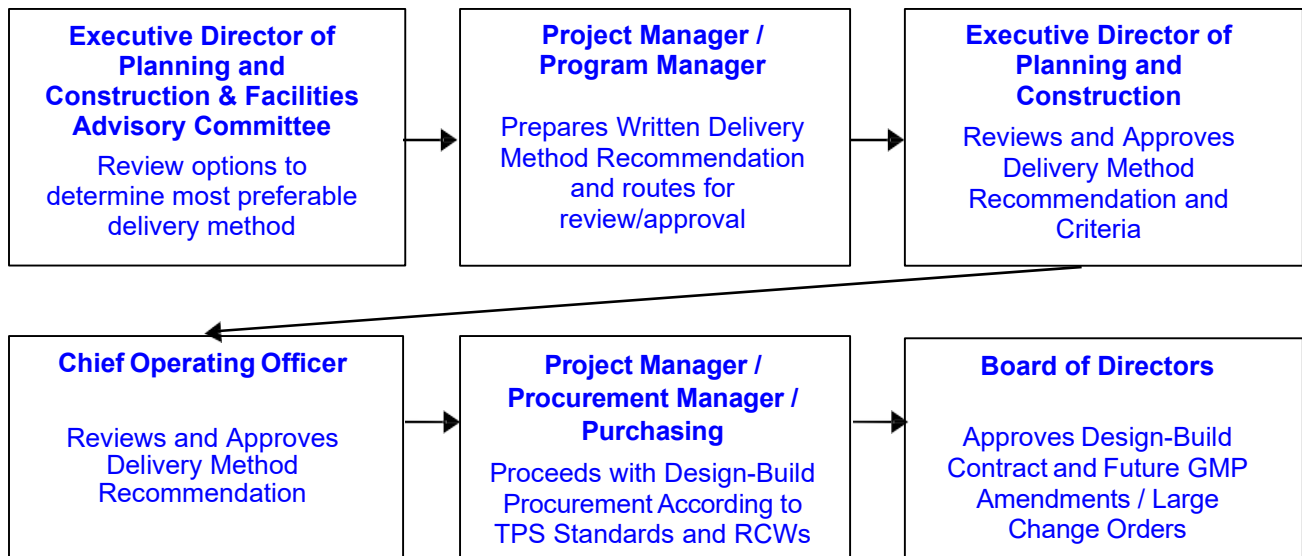 Executive Director of
Planning and
Construction & Facilities
Advisory Committee
Review options to
determine most preferable
delivery method
Project Manager /
Program Manager
Prepares Written Delivery
Method Recommendation
and routes for
review/approval
Executive Director of
Planning and
Construction
Reviews and Approves
Delivery Method
Recommendation and
Criteria
Chief Operating Officer
Reviews and Approves
Delivery Method
Recommendation
Project Manager /
Procurement Manager /
Purchasing
Proceeds with Design-Build
Procurement According to
TPS Standards and RCWs
Board of Directors
Approves Design-Build
Contract and Future GMP
Amendments / Large
Change Orders